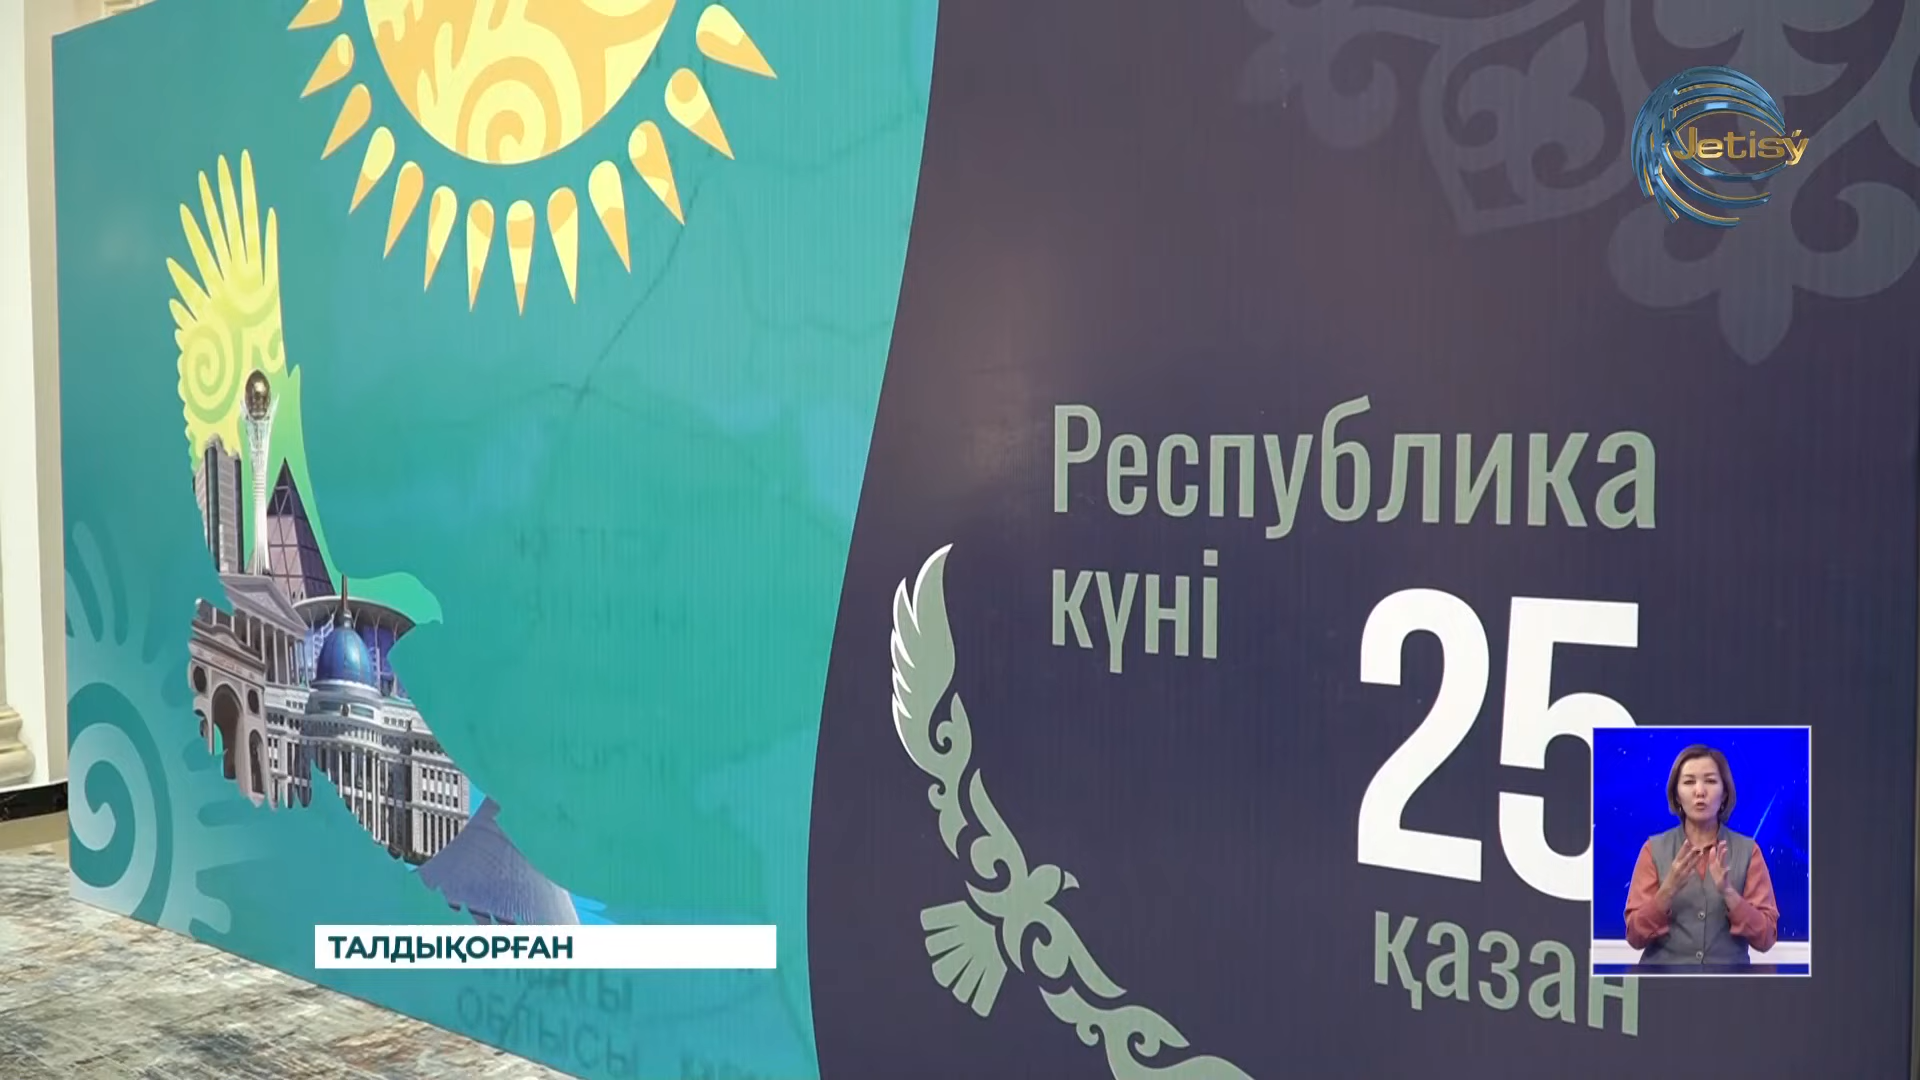 Jetisý
Республика
күні
25
қазан
ТАЛДЫҚОРҒАН